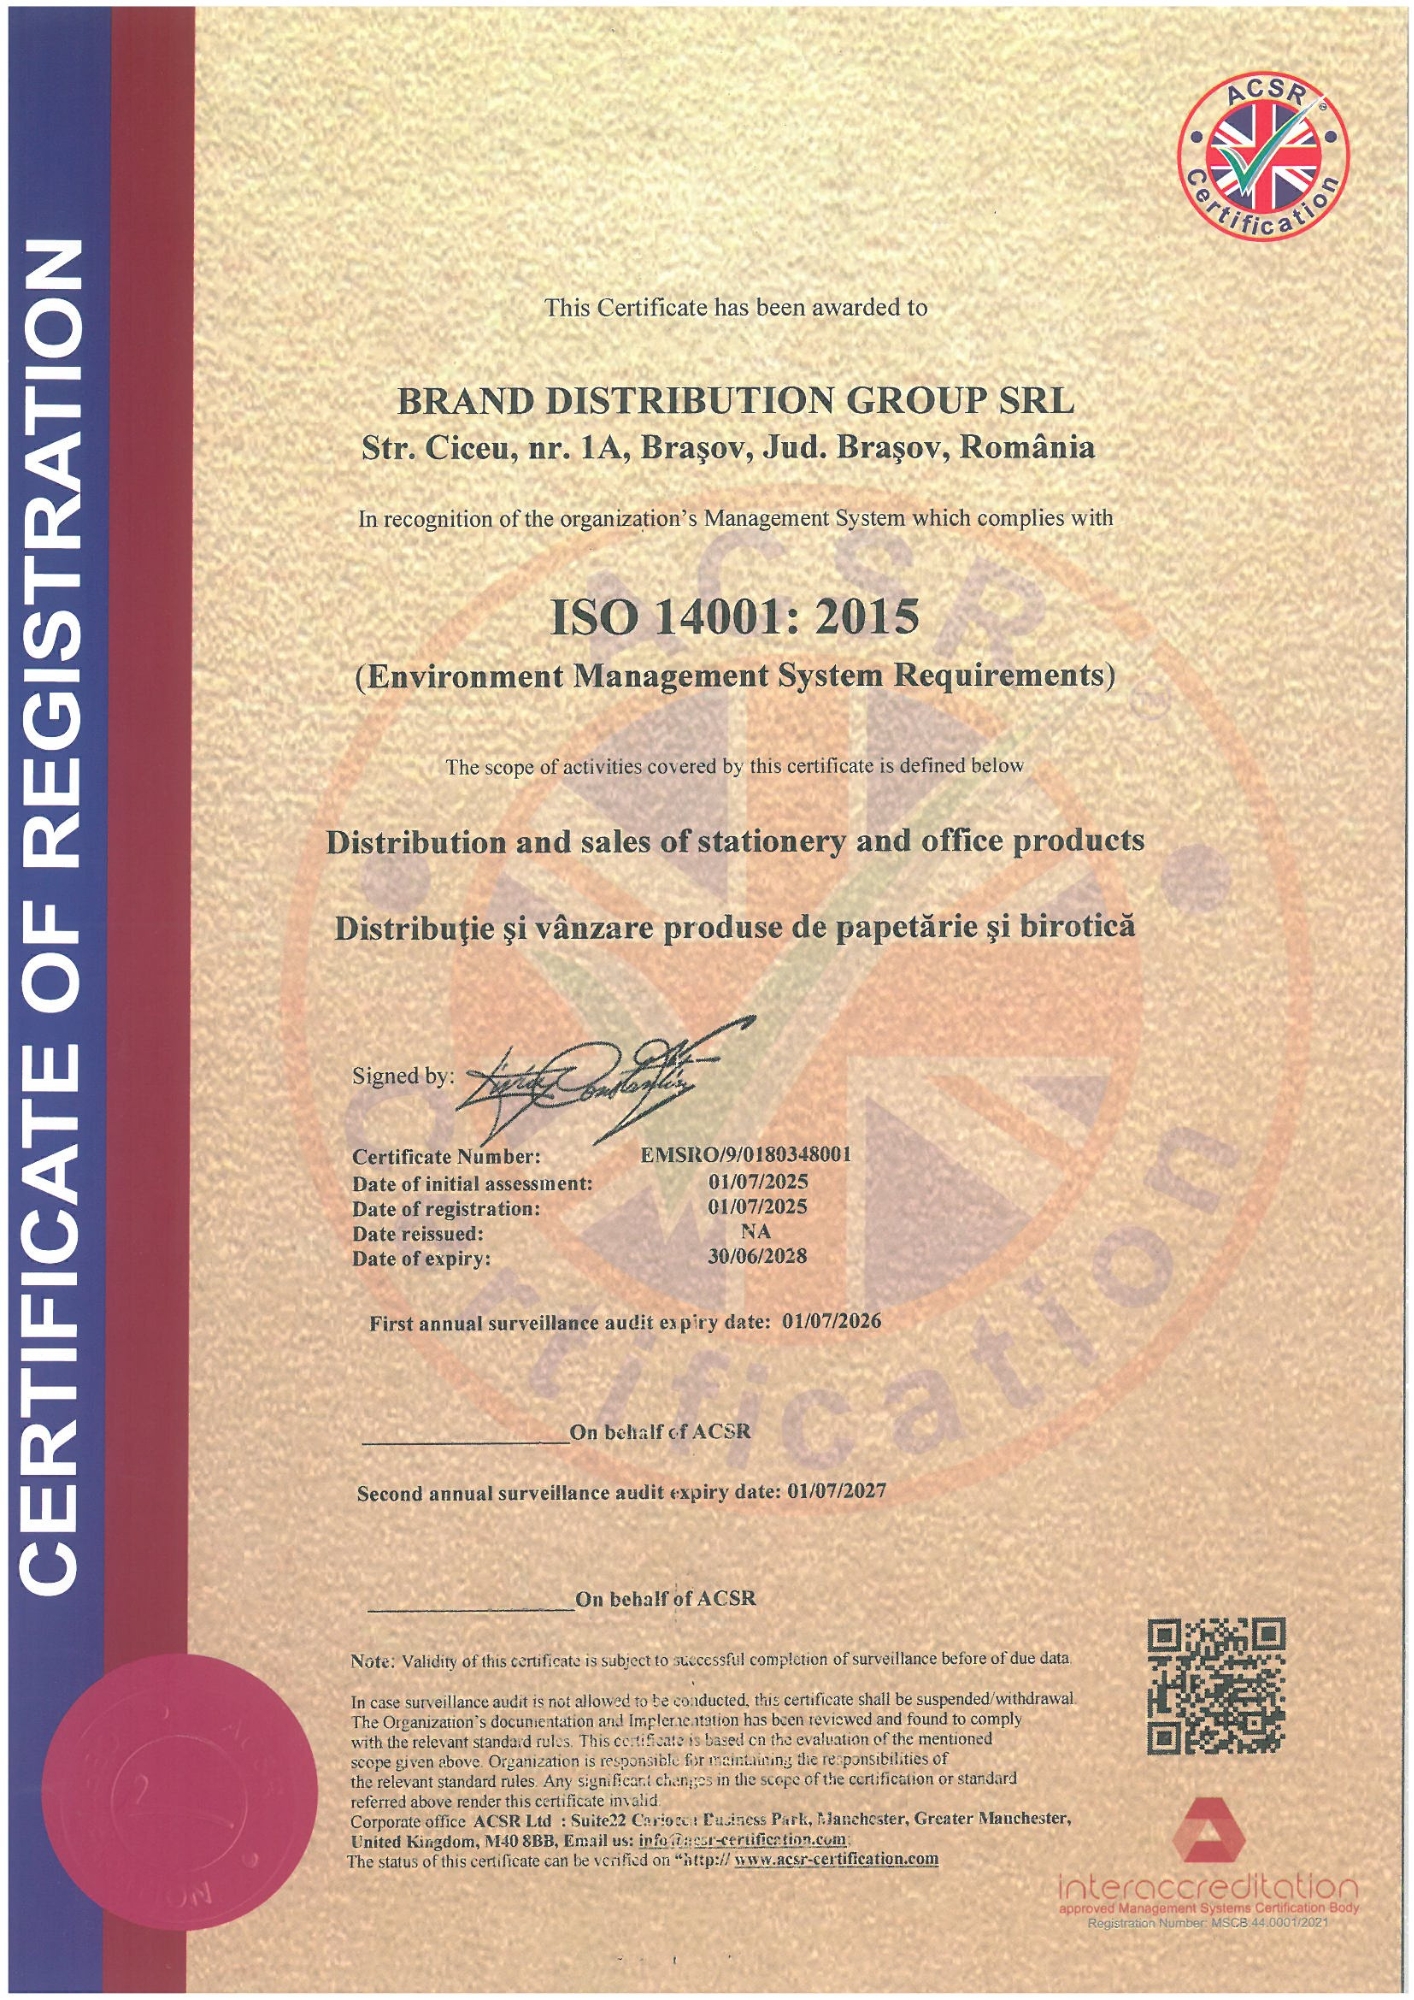 CERTIFICATE OF REGISTRATION
ACSR
Certification
This Certificate has been awarded to
BRAND DISTRIBUTION GROUP SRL
Str. Ciceu, nr. 1A, Braşov, Jud. Braşov, România
In recognition of the organization's Management System which complies with
ISO 14001: 2015
(Environment Management System Requirements)
The scope of activities covered by this certificate is defined below
Distribution and sales of stationery and office products
Distribuţie şi vânzare produse de papetărie şi birotică
Signed by:
Certificate Number: EMSRO/9/0180348001
Date of initial assessment: 01/07/2025
Date of registration: 01/07/2025
Date reissued: NA
Date of expiry: 30/06/2028
First annual surveillance audit expiry date: 01/07/2026
On behalf of ACSR
Second annual surveillance audit expiry date: 01/07/2027
On behalf of ACSR
Note: Validity of this certificate is subject to successful completion of surveillance before of due data.
In case surveillance audit is not allowed to be conducted, this certificate shall be suspended/withdrawal.
The Organization's documentation and Implementation has been reviewed and found to comply
with the relevant standard rules. This certificate is based on the evaluation of the mentioned
scope given above. Organization is responsible for maintaining the responsibilities of
the relevant standard rules. Any significant changes in the scope of the certification or standard
referred above render this certificate invalid.
Corporate office ACSR Ltd : Suite22 Cariocca Business Park, Manchester, Greater Manchester,
United Kingdom, M40 8BB, Email us: info@acsr-certification.com
The status of this certificate can be verified on "http:// www.acsr-certification.com
interaccreditation
approved Management Systems Certification Body
Registration Number: MSCB 44.0001/2021